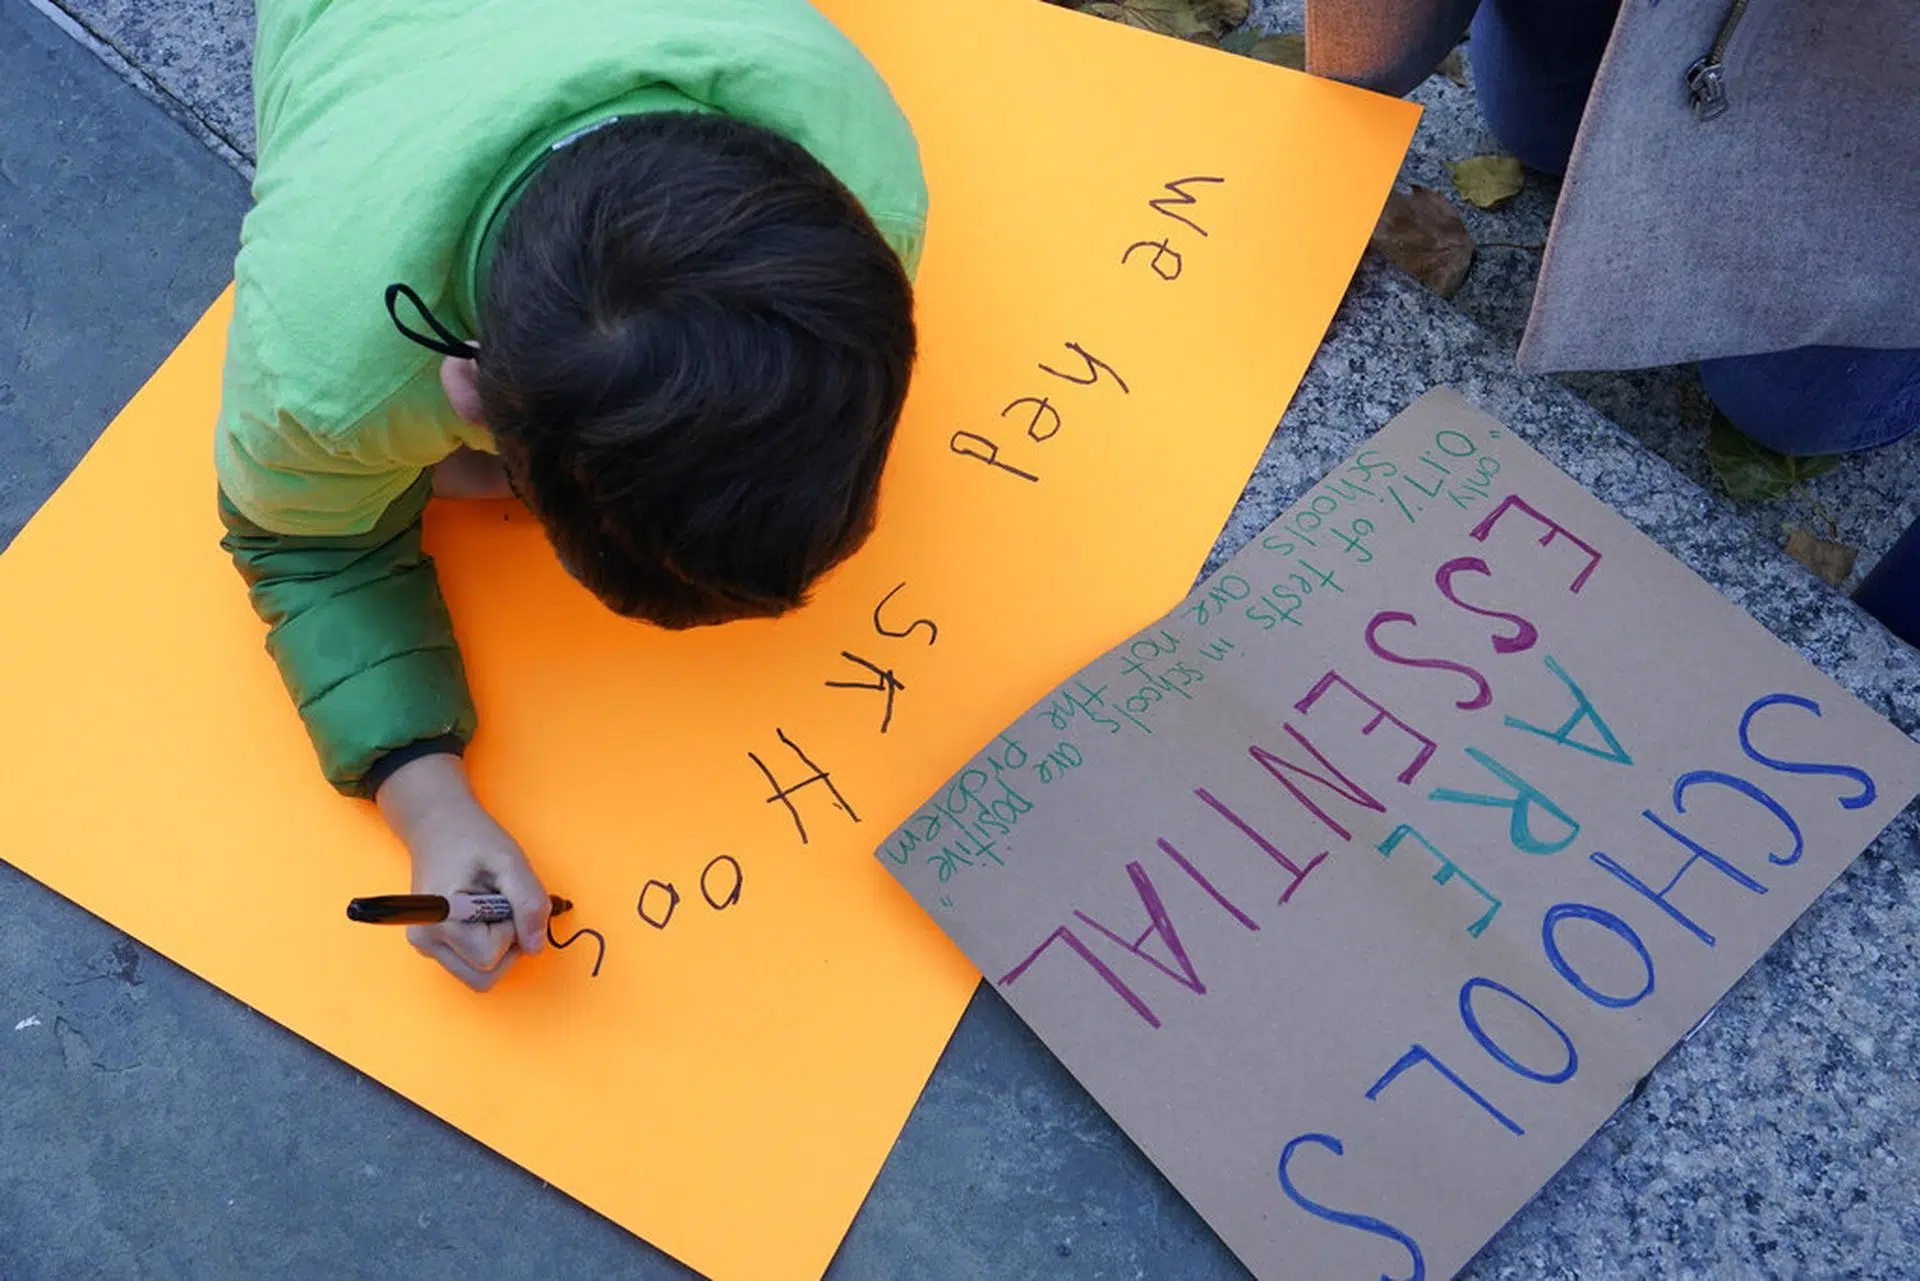 We ned SKHooS
SCHOOLS
ARE
ESSENTIAL
"only
0.17% of tests in schools are positive"
Schools are not the problem